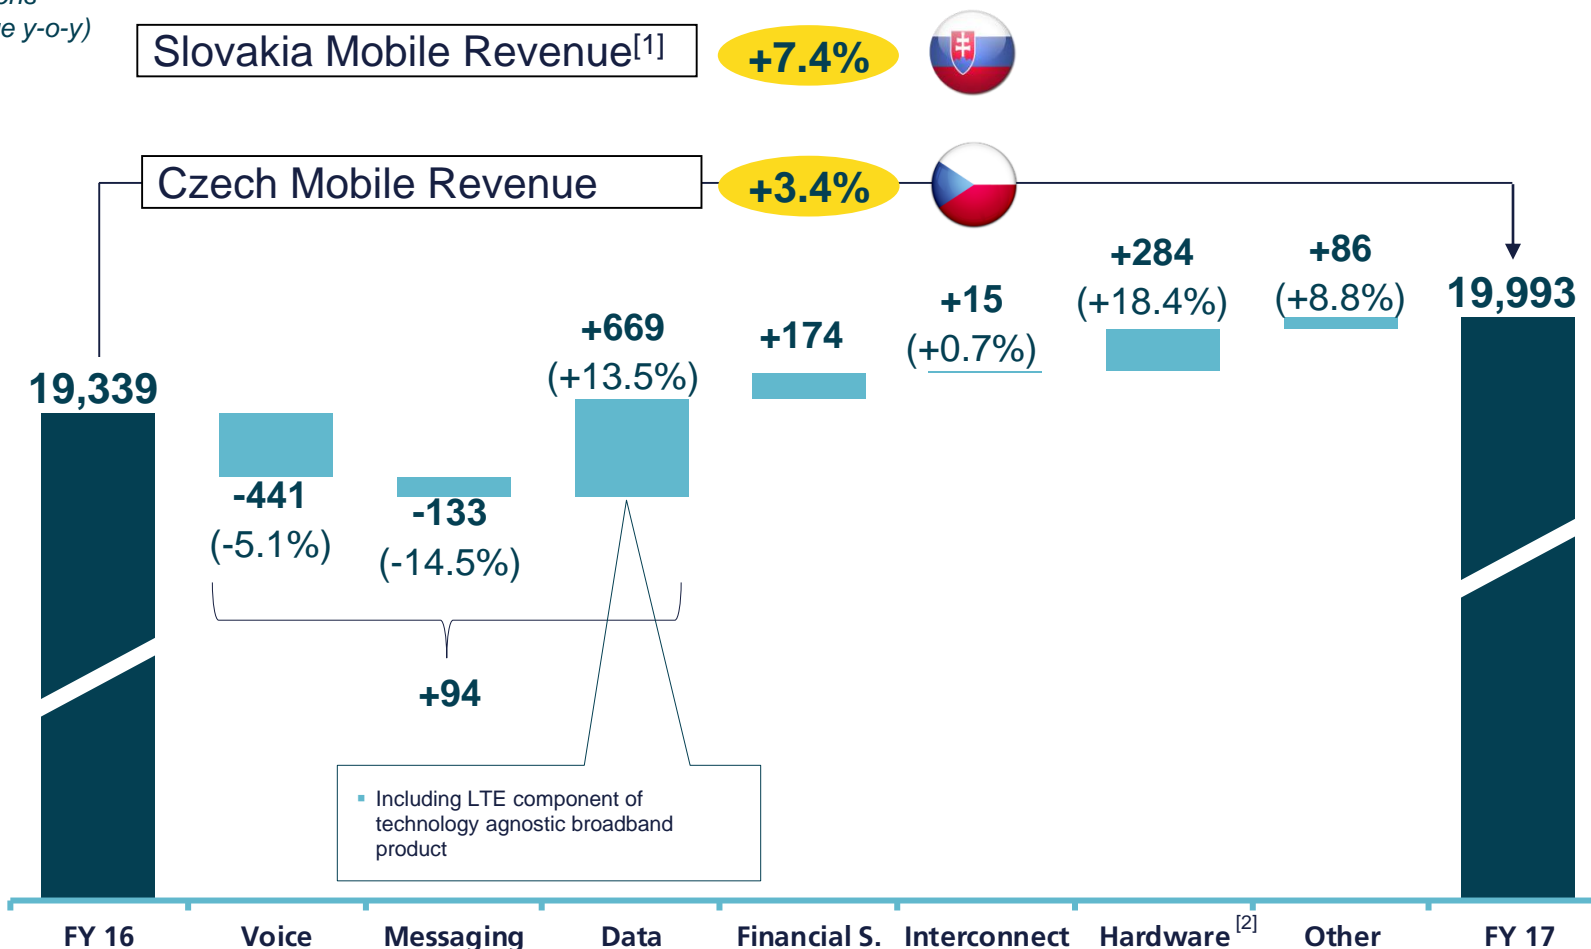 e y-o-y)
Slovakia Mobile Revenue[1]
+7.4%
Czech Mobile Revenue
+3.4%
19,339
-441
(-5.1%)
-133
(-14.5%)
+94
+669
(+13.5%)
+174
+15
(+0.7%)
+284
(+18.4%)
+86
(+8.8%)
19,993
Including LTE component of
technology agnostic broadband
product
FY 16 Voice Messaging Data Financial S. Interconnect Hardware [2] Other FY 17